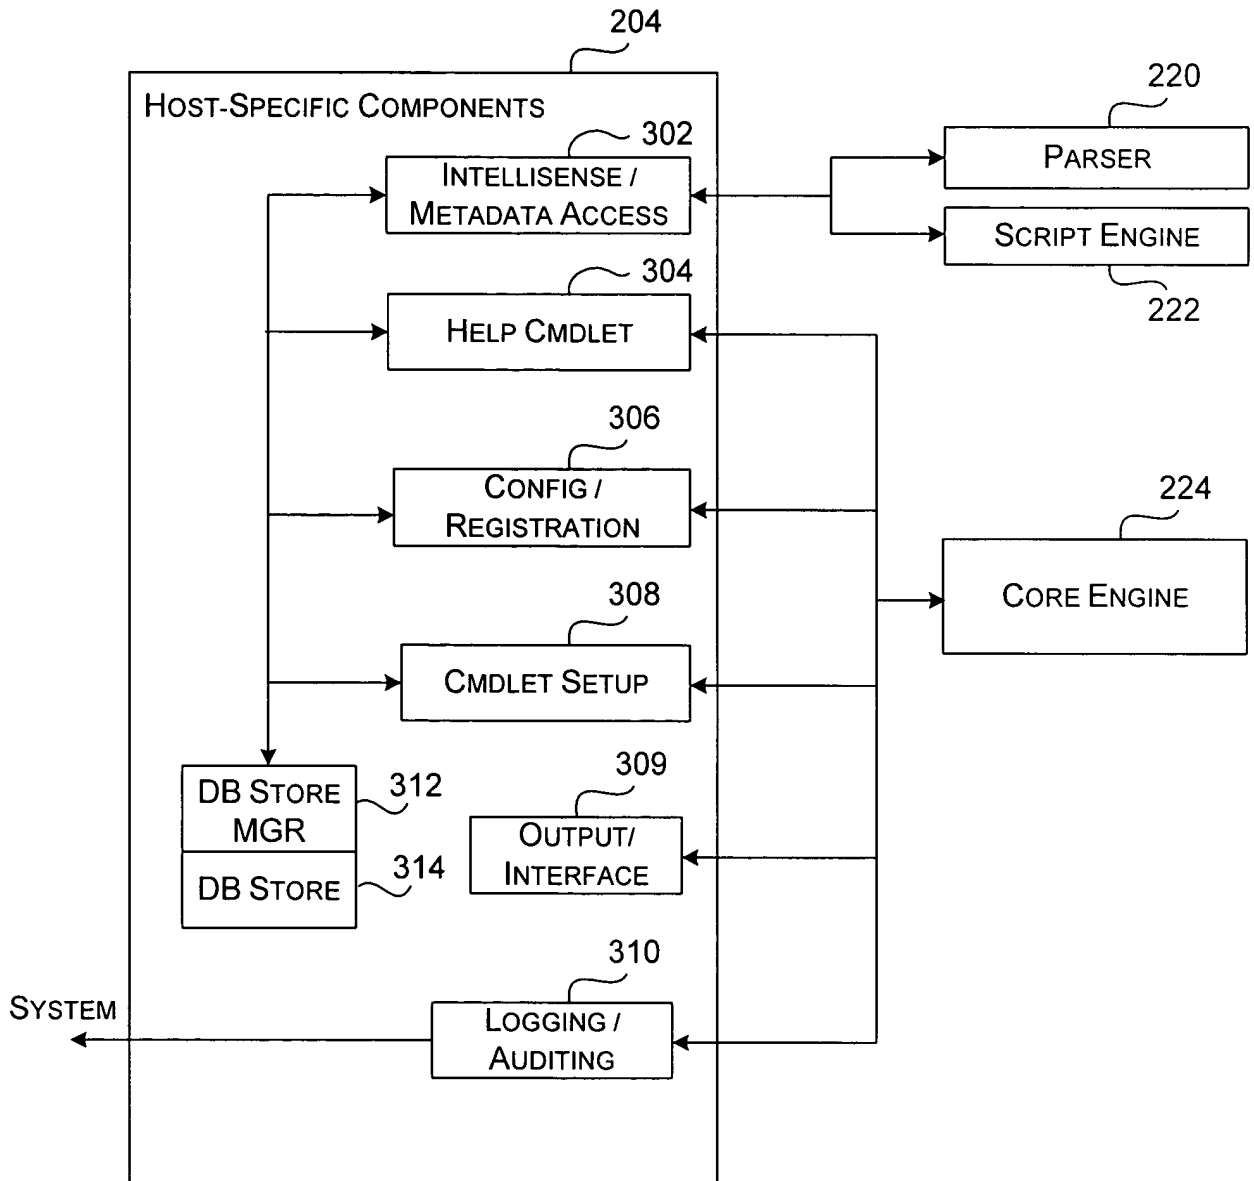 204
HOST-SPECIFIC COMPONENTS
302
INTELLISENSE /
METADATA ACCESS
220
PARSER
SCRIPT ENGINE
222
304
HELP CMDLET
306
CONFIG /
REGISTRATION
224
CORE ENGINE
308
CMDLET SETUP
DB STORE
MGR
312
DB STORE
314
309
OUTPUT/
INTERFACE
310
LOGGING /
AUDITING
SYSTEM